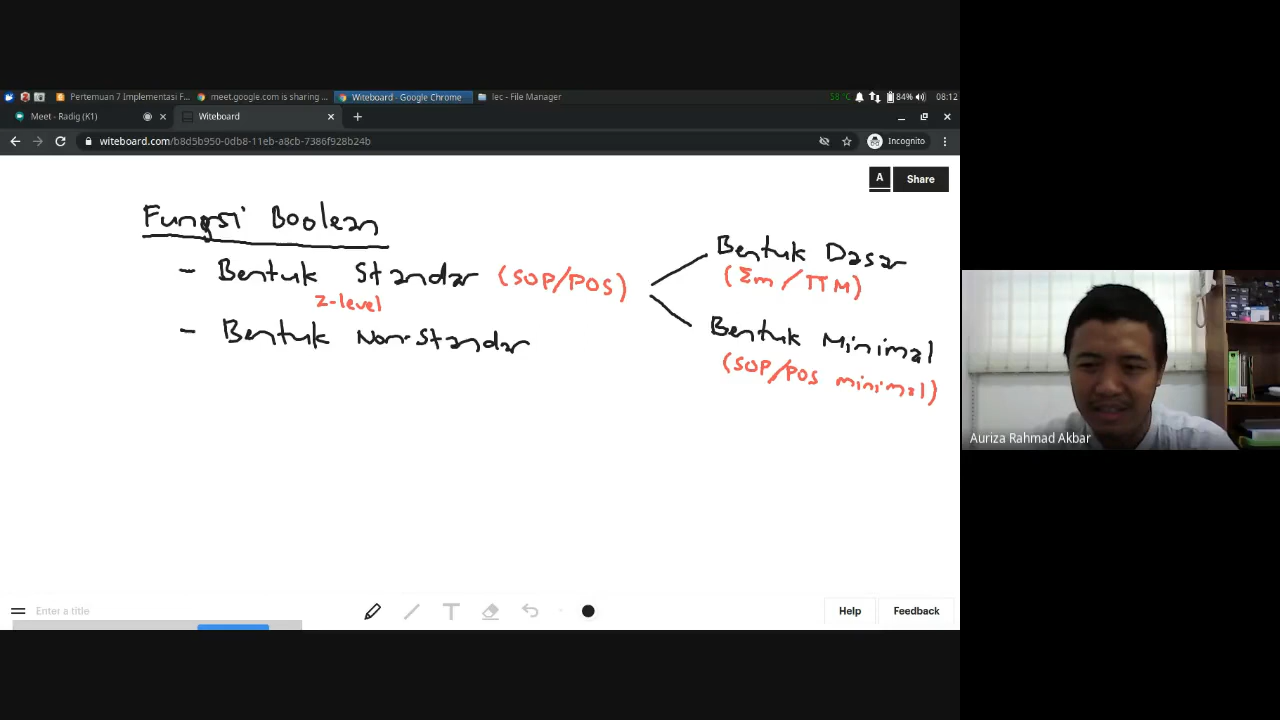 Pertemuan 7 Implementasi F... meet.google.com is sharing ... Witeboard - Google Chrome lec - File Manager 58°C 84% 08:12
Meet - Radig (K1) Witeboard
witeboard.com/b8d5b950-0db8-11eb-a8cb-7386f928b24b Incognito
A Share
Fungsi Boolean
- Bentuk Standar (SOP/POS)
2-level
- Bentuk Non-Standar
Bentuk Dasar
(Σm / ΠM)
Bentuk Minimal
(SOP/POS minimal)
Auriza Rahmad Akbar
Enter a title
Help Feedback